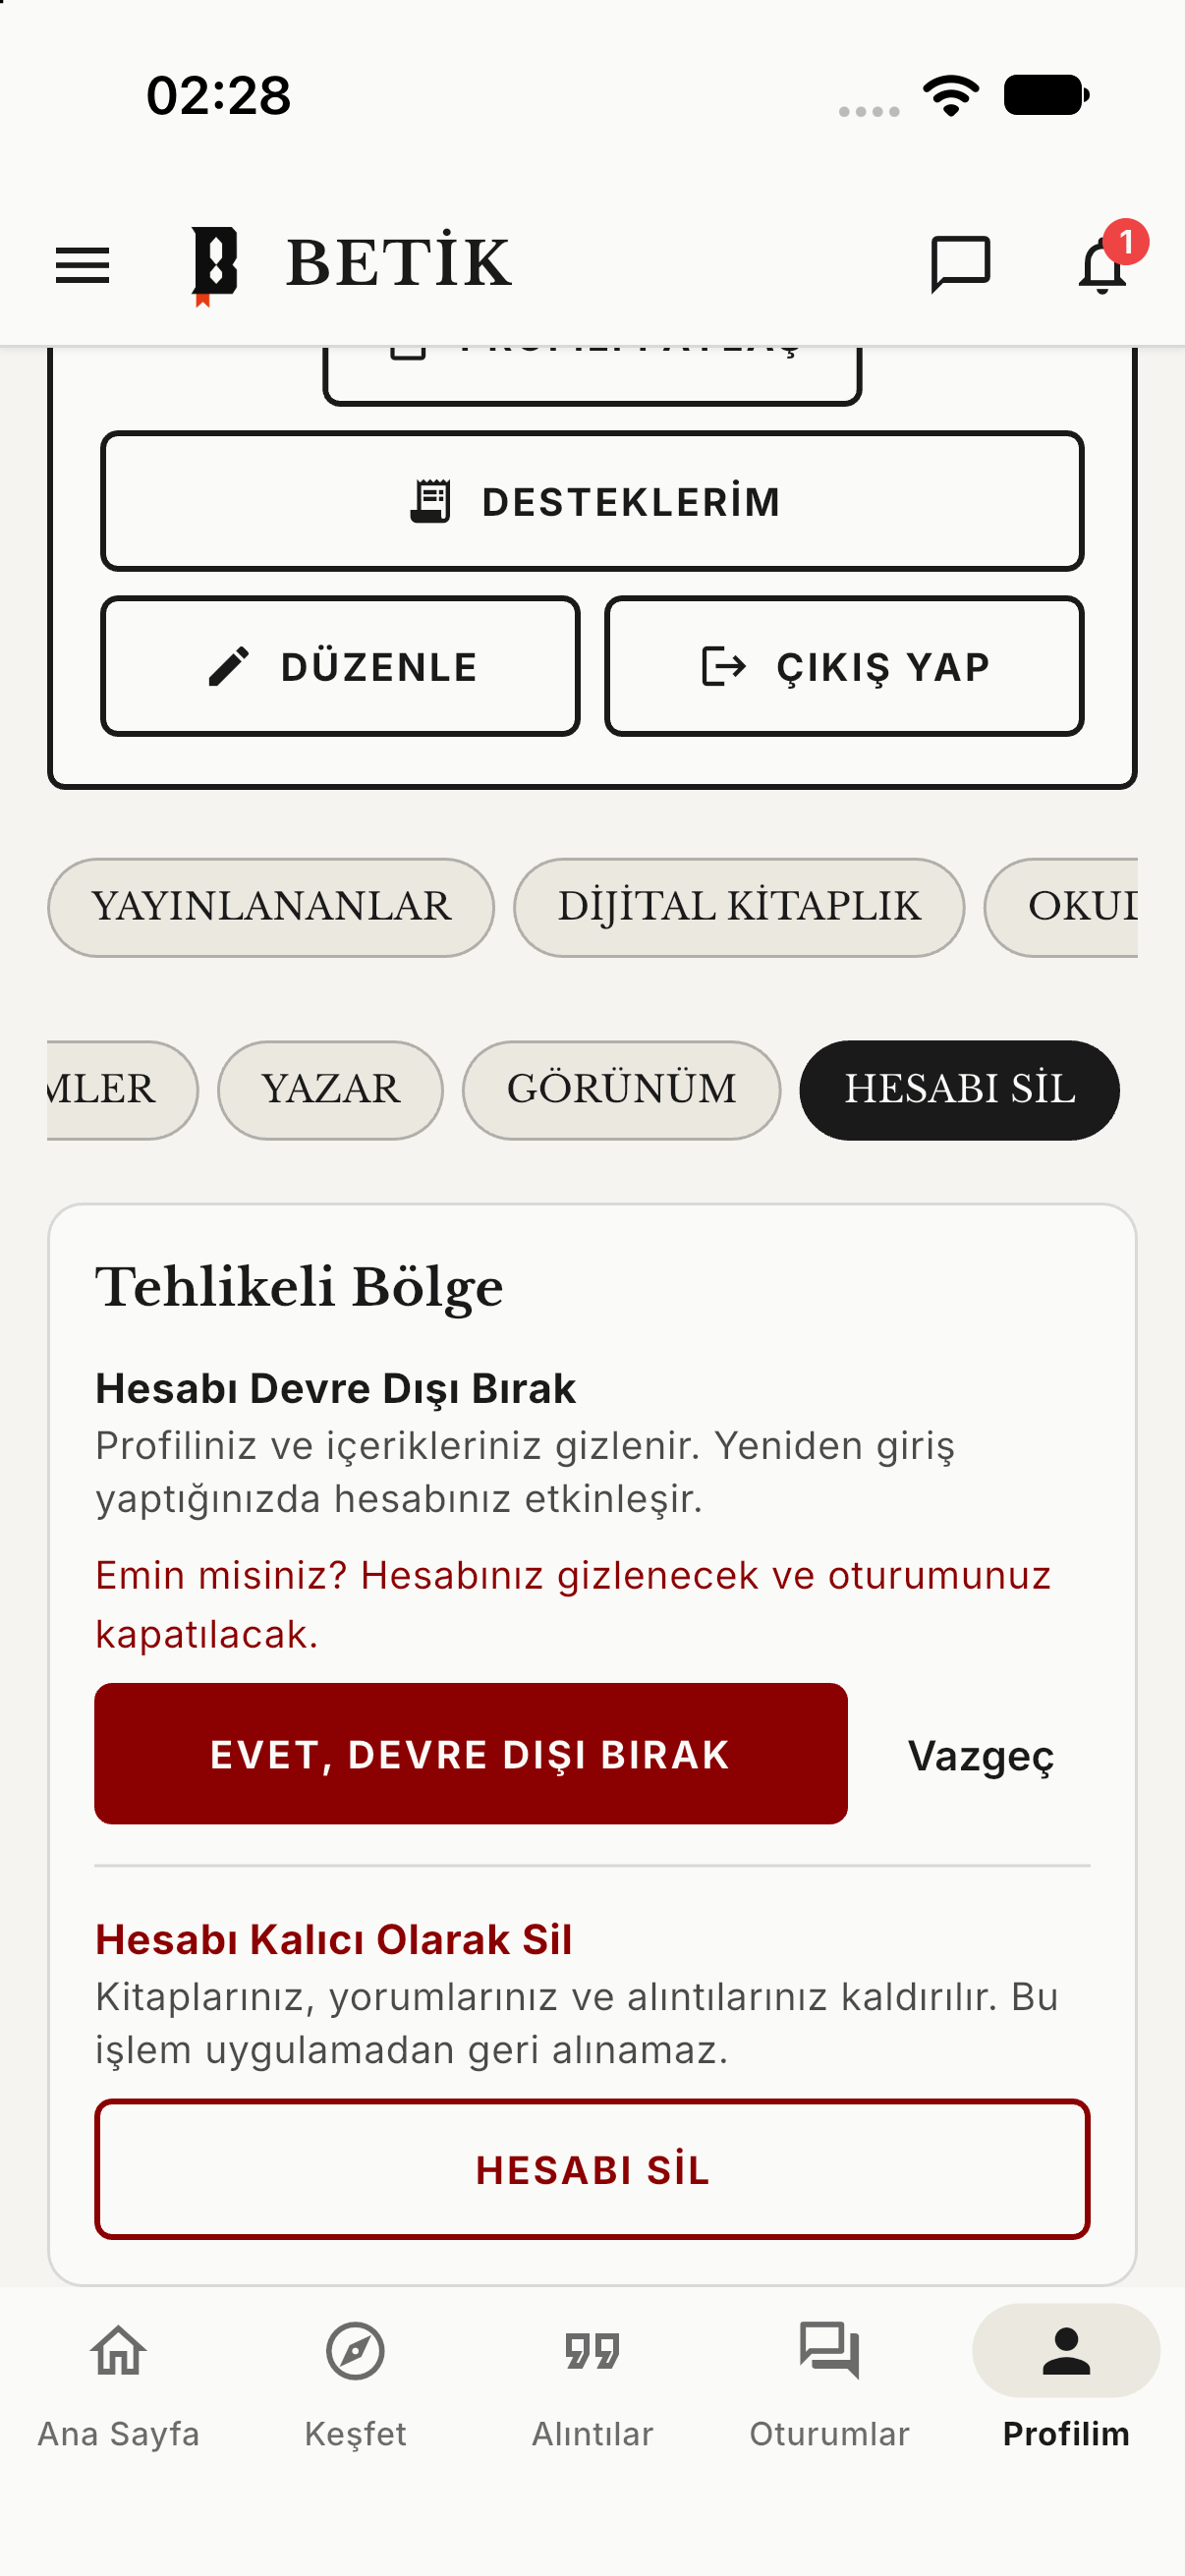 02:28
BETİK
1
DESTEKLERİM
DÜZENLE
ÇIKIŞ YAP
YAYINLANANLAR
DİJİTAL KİTAPLIK
MLER
YAZAR
GÖRÜNÜM
HESABI SİL
Tehlikeli Bölge
Hesabı Devre Dışı Bırak
Profiliniz ve içerikleriniz gizlenir. Yeniden giriş
yaptığınızda hesabınız etkinleşir.
Emin misiniz? Hesabınız gizlenecek ve oturumunuz
kapatılacak.
EVET, DEVRE DIŞI BIRAK
Vazgeç
Hesabı Kalıcı Olarak Sil
Kitaplarınız, yorumlarınız ve alıntılarınız kaldırılır. Bu
işlem uygulamadan geri alınamaz.
HESABI SİL
Ana Sayfa
Keşfet
Alıntılar
Oturumlar
Profilim